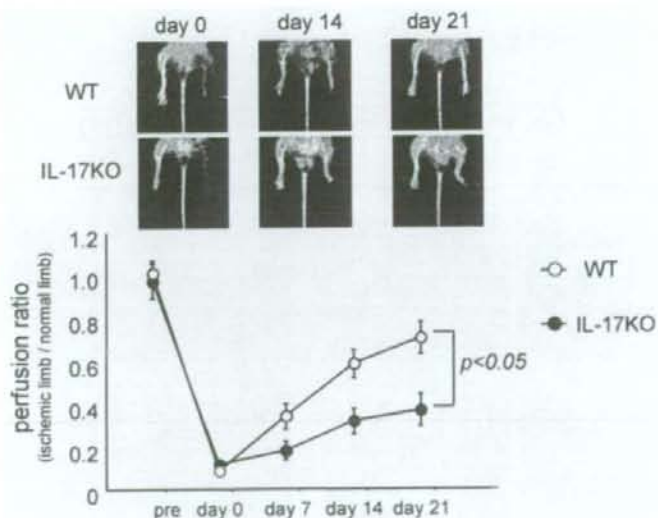 day 0 day 14 day 21
WT
IL-17KO
1.2
1.0
0.8
0.6
0.4
0.2
0
perfusion ratio
(ischemic limb / normal limb)
WT
IL-17KO
p<0.05
pre day 0 day 7 day 14 day 21